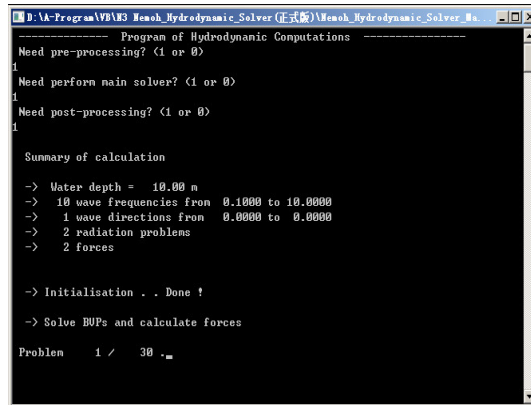 D:\A-Program\VB\N3 Nemoh_Hydrodynamic_Solver(正式版)\Nemoh_Hydrodynamic_Solver_Ma...
-------------- Program of Hydrodynamic Computations ----------------
Need pre-processing? (1 or 0)
1
Need perform main solver? (1 or 0)
1
Need post-processing? (1 or 0)
1
Summary of calculation
-> Water depth = 10.00 m
-> 10 wave frequencies from 0.1000 to 10.0000
-> 1 wave directions from 0.0000 to 0.0000
-> 2 radiation problems
-> 2 forces
-> Initialisation . . Done !
-> Solve BVPs and calculate forces
Problem 1 / 30 .